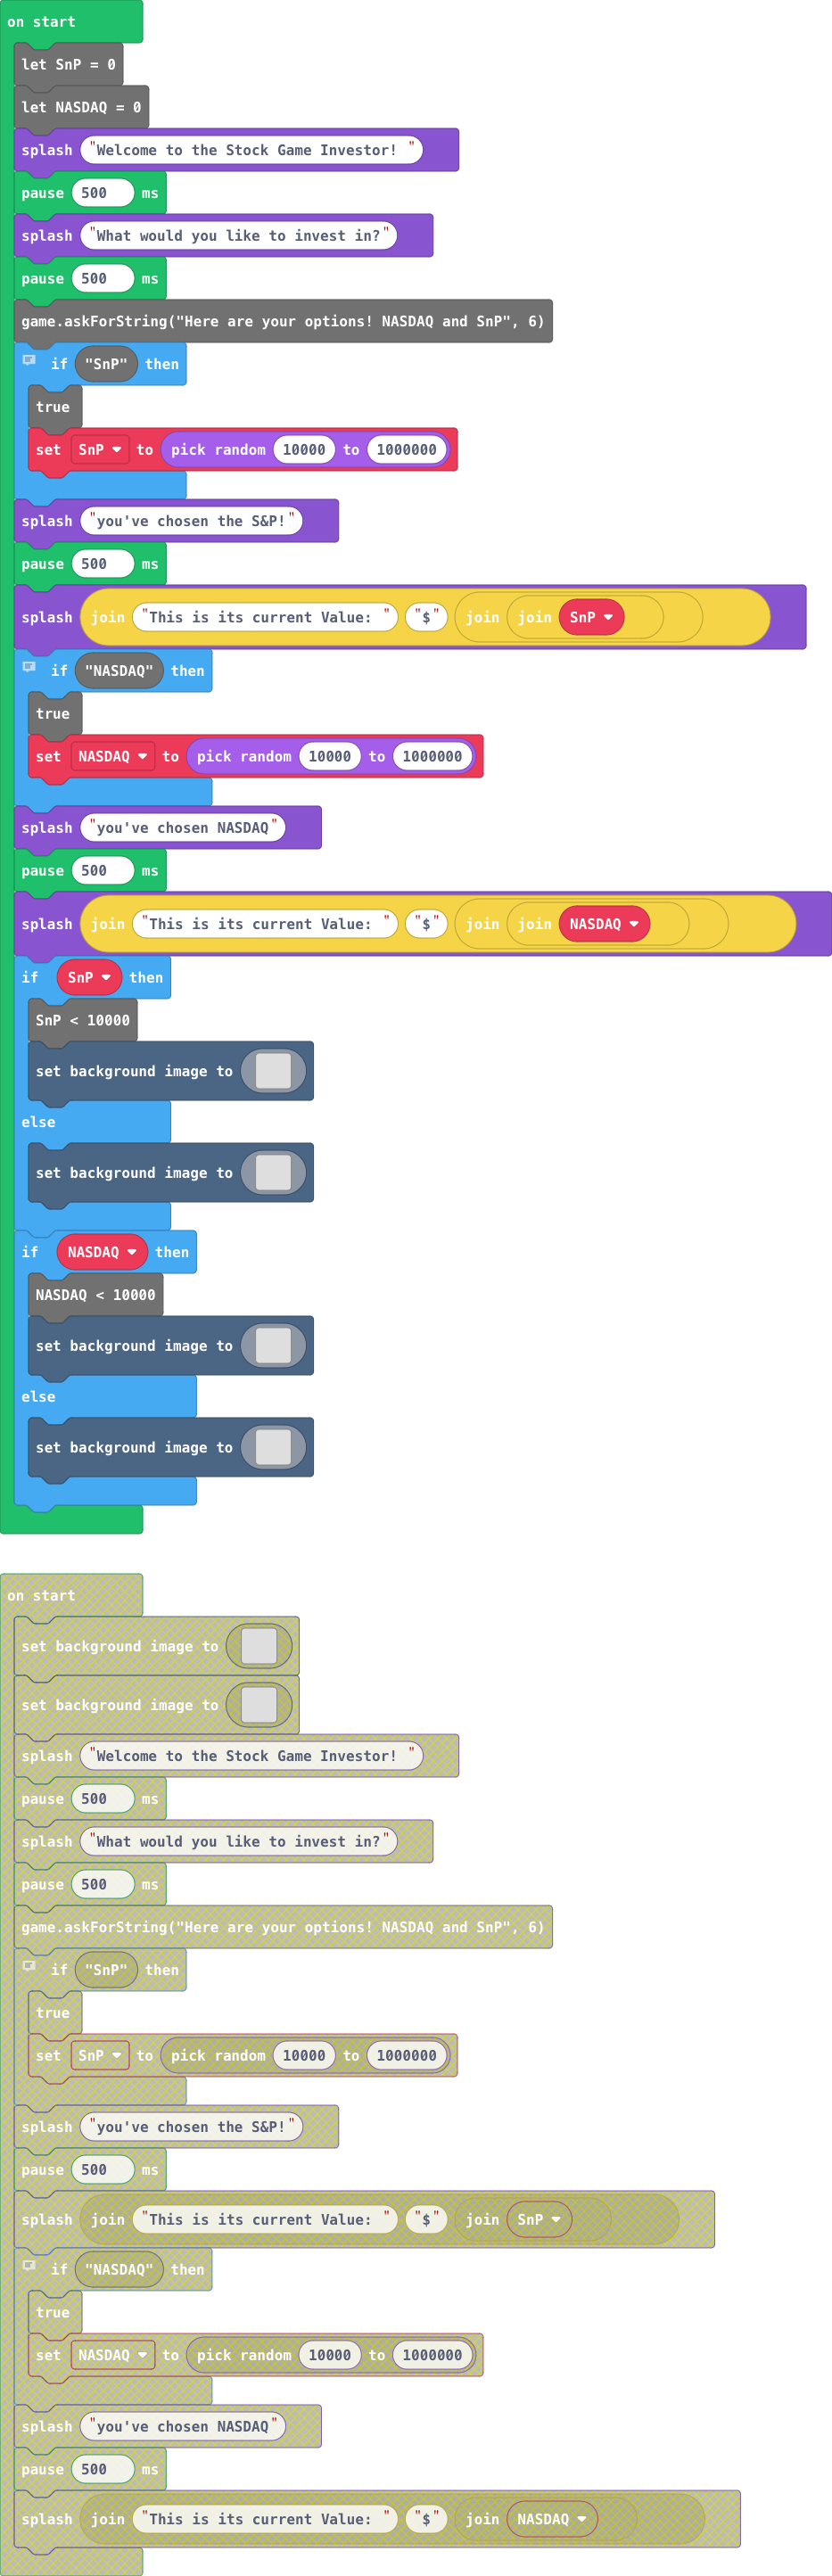 on start
let SnP = 0
let NASDAQ = 0
splash "Welcome to the Stock Game Investor! "
pause 500 ms
splash "What would you like to invest in?"
pause 500 ms
game.askForString("Here are your options! NASDAQ and SnP", 6)
if "SnP" then
true
set SnP to pick random 10000 to 1000000
splash "you've chosen the S&P!"
pause 500 ms
splash join "This is its current Value: " "$" join join SnP
if "NASDAQ" then
true
set NASDAQ to pick random 10000 to 1000000
splash "you've chosen NASDAQ"
pause 500 ms
splash join "This is its current Value: " "$" join join NASDAQ
if SnP then
SnP < 10000
set background image to
else
set background image to
if NASDAQ then
NASDAQ < 10000
set background image to
else
set background image to
on start
set background image to
set background image to
splash "Welcome to the Stock Game Investor! "
pause 500 ms
splash "What would you like to invest in?"
pause 500 ms
game.askForString("Here are your options! NASDAQ and SnP", 6)
if "SnP" then
true
set SnP to pick random 10000 to 1000000
splash "you've chosen the S&P!"
pause 500 ms
splash join "This is its current Value: " "$" join SnP
if "NASDAQ" then
true
set NASDAQ to pick random 10000 to 1000000
splash "you've chosen NASDAQ"
pause 500 ms
splash join "This is its current Value: " "$" join NASDAQ